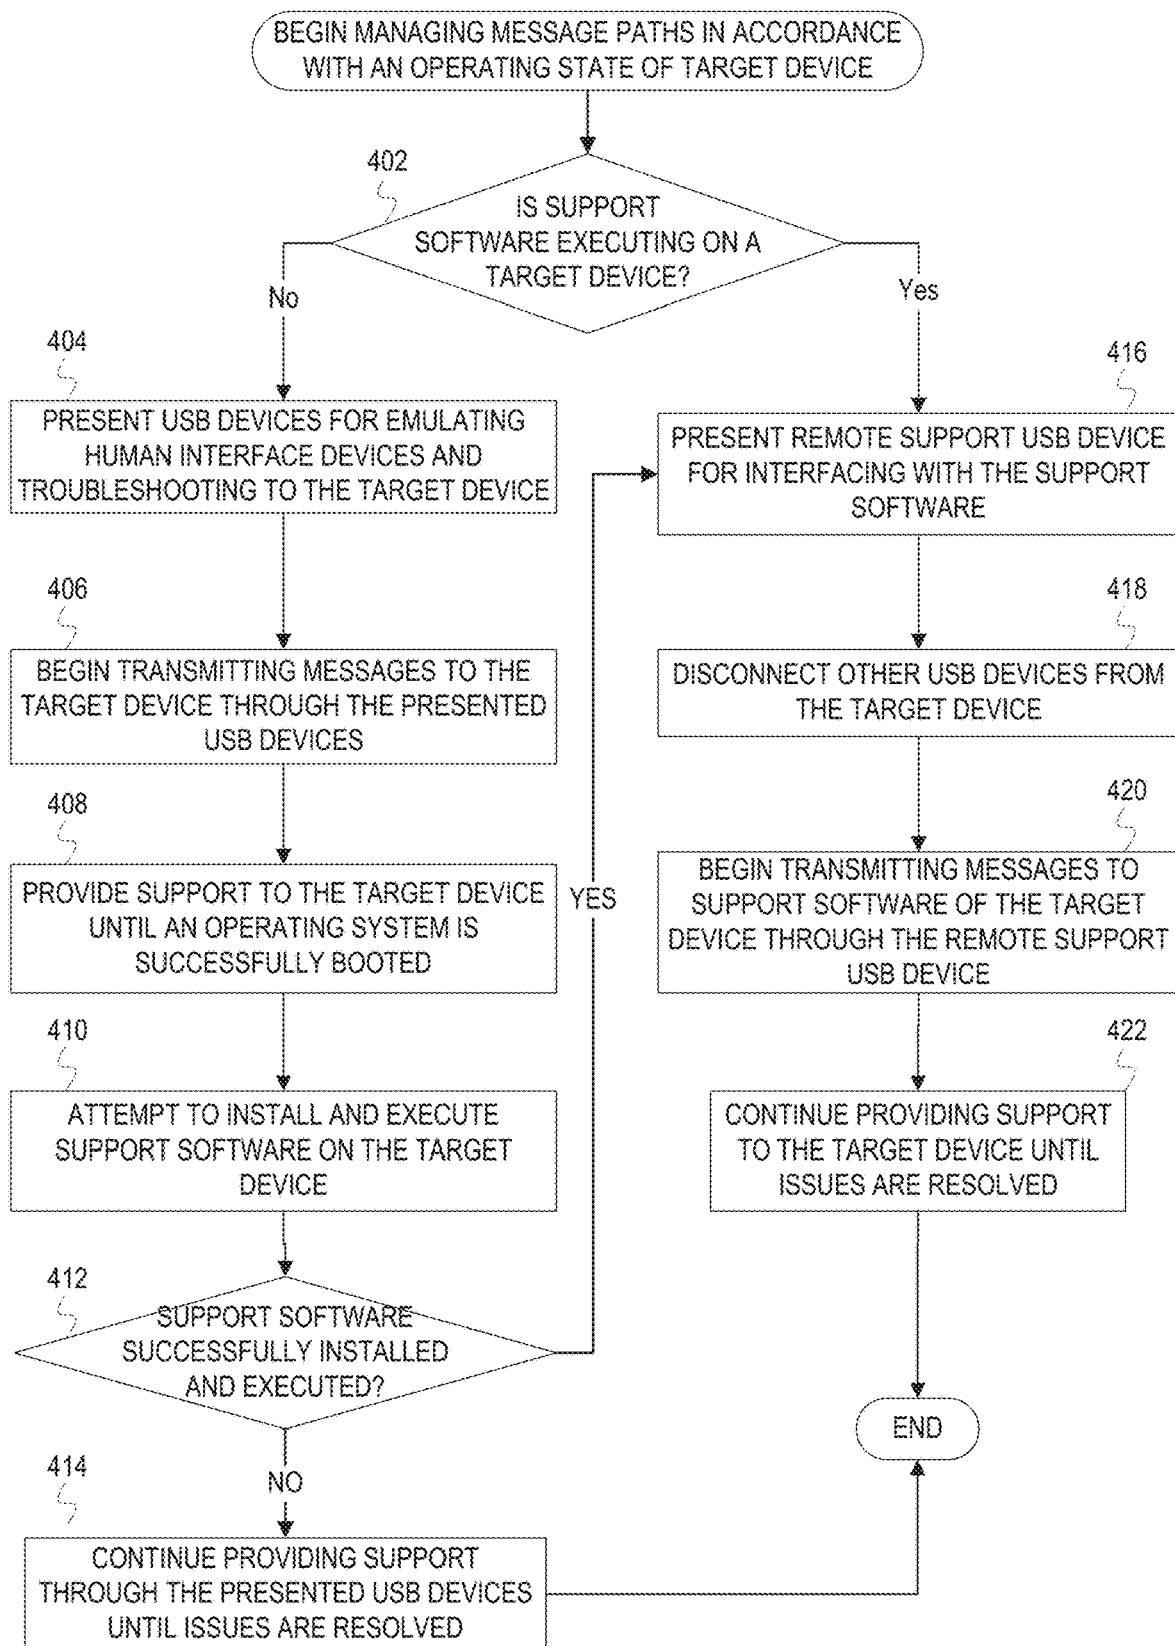 BEGIN MANAGING MESSAGE PATHS IN ACCORDANCE
WITH AN OPERATING STATE OF TARGET DEVICE
402
IS SUPPORT
SOFTWARE EXECUTING ON A
TARGET DEVICE?
No
Yes
404
PRESENT USB DEVICES FOR EMULATING
HUMAN INTERFACE DEVICES AND
TROUBLESHOOTING TO THE TARGET DEVICE
406
BEGIN TRANSMITTING MESSAGES TO THE
TARGET DEVICE THROUGH THE PRESENTED
USB DEVICES
408
PROVIDE SUPPORT TO THE TARGET DEVICE
UNTIL AN OPERATING SYSTEM IS
SUCCESSFULLY BOOTED
410
ATTEMPT TO INSTALL AND EXECUTE
SUPPORT SOFTWARE ON THE TARGET
DEVICE
412
SUPPORT SOFTWARE
SUCCESSFULLY INSTALLED
AND EXECUTED?
YES
NO
414
CONTINUE PROVIDING SUPPORT
THROUGH THE PRESENTED USB DEVICES
UNTIL ISSUES ARE RESOLVED
416
PRESENT REMOTE SUPPORT USB DEVICE
FOR INTERFACING WITH THE SUPPORT
SOFTWARE
418
DISCONNECT OTHER USB DEVICES FROM
THE TARGET DEVICE
420
BEGIN TRANSMITTING MESSAGES TO
SUPPORT SOFTWARE OF THE TARGET
DEVICE THROUGH THE REMOTE SUPPORT
USB DEVICE
422
CONTINUE PROVIDING SUPPORT
TO THE TARGET DEVICE UNTIL
ISSUES ARE RESOLVED
END